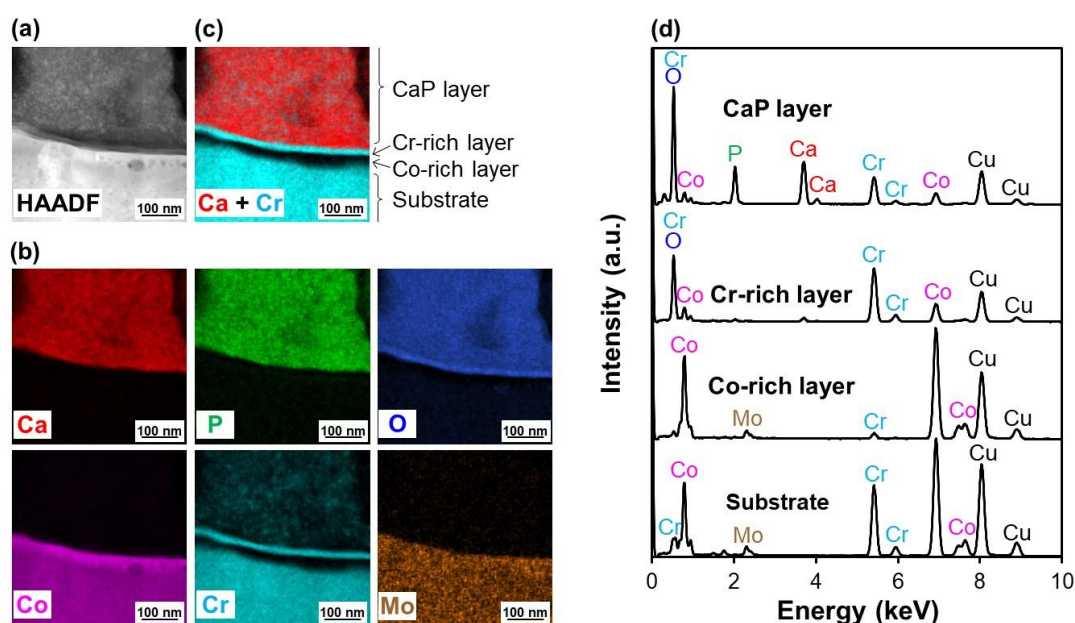 (a)
HAADF
100 nm
(c)
Ca + Cr
100 nm
CaP layer
Cr-rich layer
Co-rich layer
Substrate
(b)
Ca
100 nm
P
100 nm
O
100 nm
Co
100 nm
Cr
100 nm
Mo
100 nm
(d)
Intensity (a.u.)
Cr
O
CaP layer
Co
P
Ca
Ca
Cr
Cr
Co
Cu
Cu
Cr
O
Co
Cr-rich layer
Cr
Cr
Co
Cu
Cu
Co
Co-rich layer
Mo
Cr
Co
Cu
Cu
Co
Substrate
Cr
Mo
Cr
Cr
Co
Cu
Cu
0 2 4 6 8 10
Energy (keV)